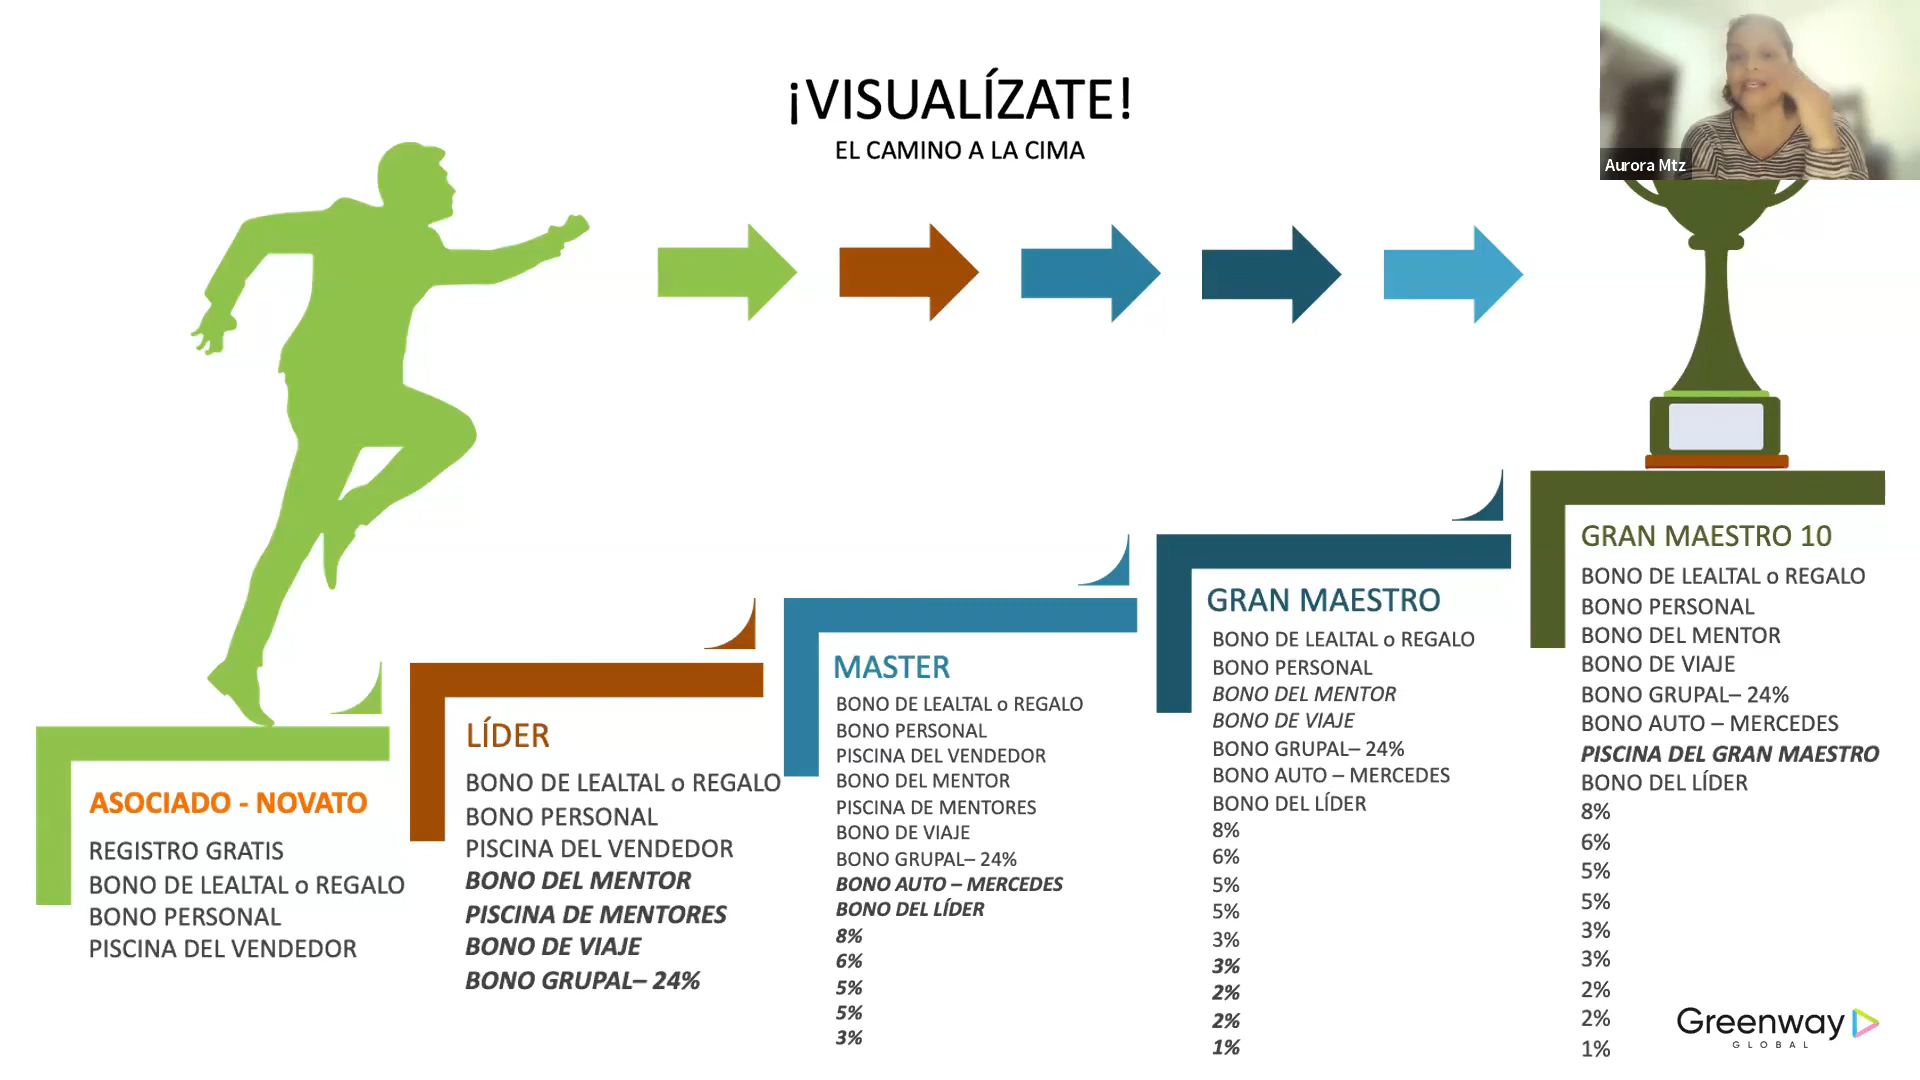 ¡VISUALÍZATE!
EL CAMINO A LA CIMA
Aurora Mtz
ASOCIADO - NOVATO
REGISTRO GRATIS
BONO DE LEALTAL o REGALO
BONO PERSONAL
PISCINA DEL VENDEDOR
LÍDER
BONO DE LEALTAL o REGALO
BONO PERSONAL
PISCINA DEL VENDEDOR
BONO DEL MENTOR
PISCINA DE MENTORES
BONO DE VIAJE
BONO GRUPAL– 24%
MASTER
BONO DE LEALTAL o REGALO
BONO PERSONAL
PISCINA DEL VENDEDOR
BONO DEL MENTOR
PISCINA DE MENTORES
BONO DE VIAJE
BONO GRUPAL– 24%
BONO AUTO – MERCEDES
BONO DEL LÍDER
8%
6%
5%
5%
3%
GRAN MAESTRO
BONO DE LEALTAL o REGALO
BONO PERSONAL
BONO DEL MENTOR
BONO DE VIAJE
BONO GRUPAL– 24%
BONO AUTO – MERCEDES
BONO DEL LÍDER
8%
6%
5%
5%
3%
3%
2%
2%
1%
GRAN MAESTRO 10
BONO DE LEALTAL o REGALO
BONO PERSONAL
BONO DEL MENTOR
BONO DE VIAJE
BONO GRUPAL– 24%
BONO AUTO – MERCEDES
PISCINA DEL GRAN MAESTRO
BONO DEL LÍDER
8%
6%
5%
5%
3%
3%
2%
2%
1%
Greenway
GLOBAL